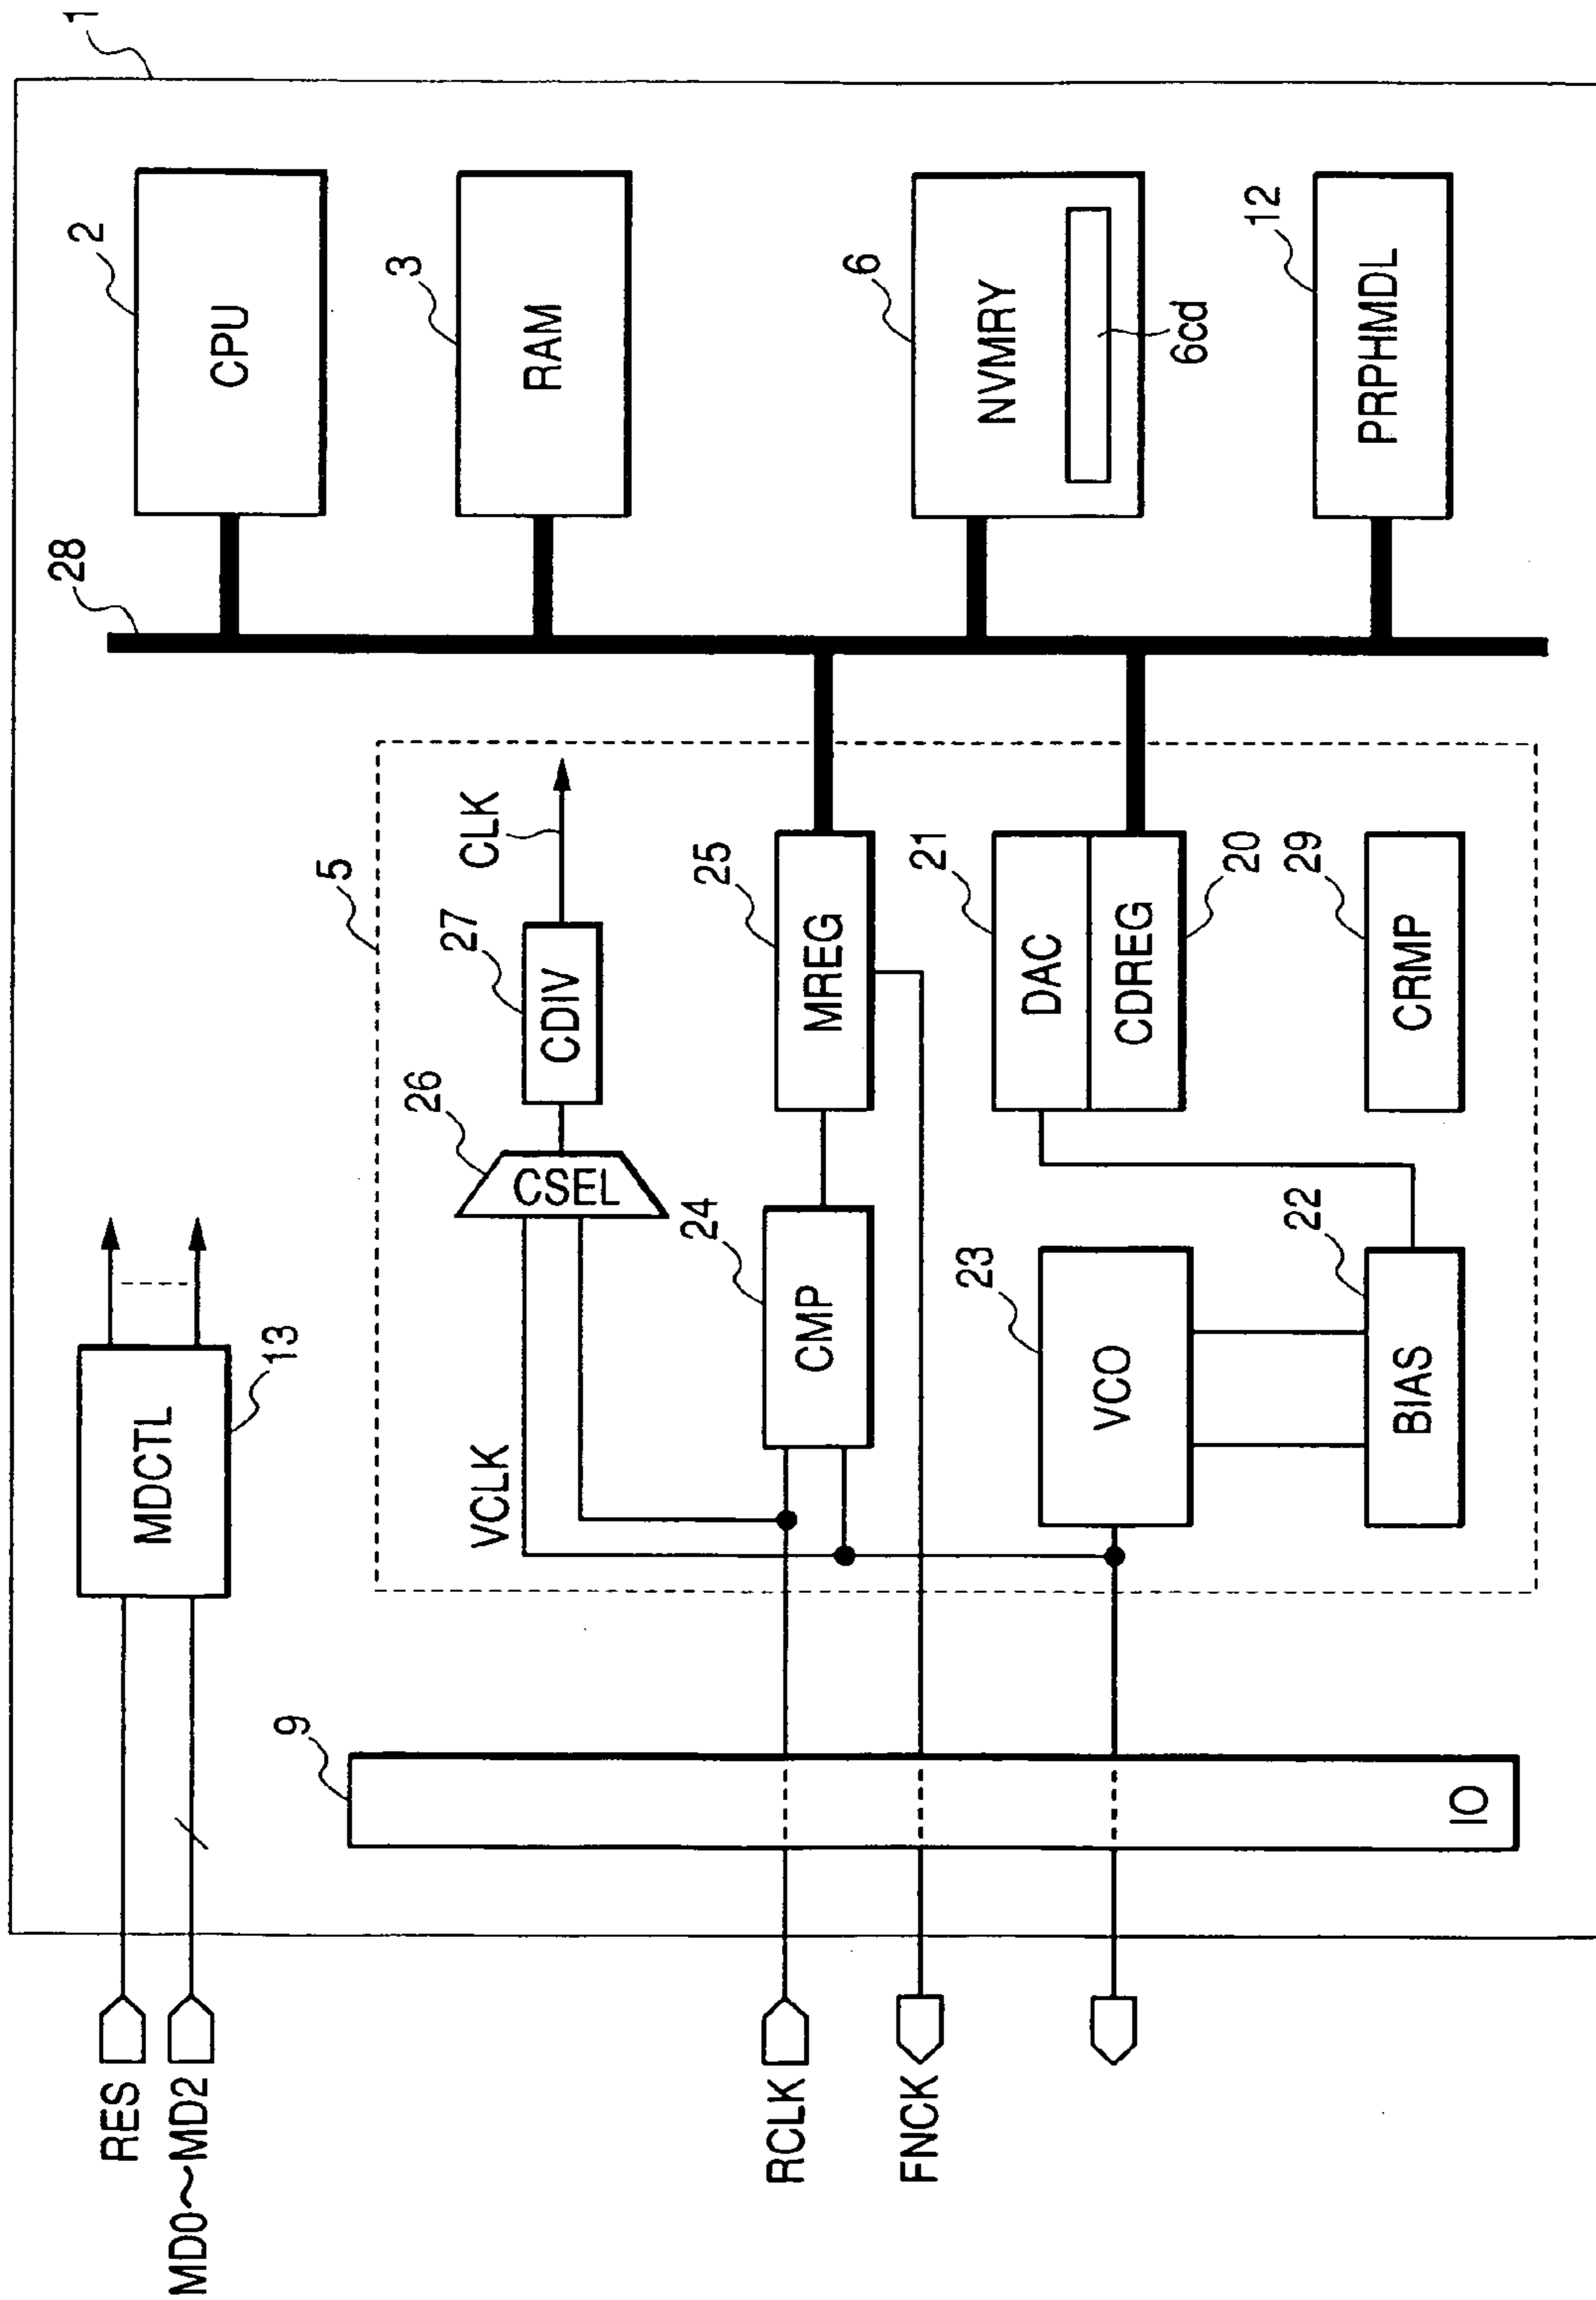 1
RES
MD0～MD2
MDCTL
13
2
CPU
28
3
RAM
5
CLK
27
CDIV
26
CSEL
VCLK
9
RCLK
24
CMP
25
MREG
FNCK
6
NVMRY
6cd
21
DAC
CDREG
20
23
VCO
22
BIAS
29
CRMP
12
PRPHMDL
IO